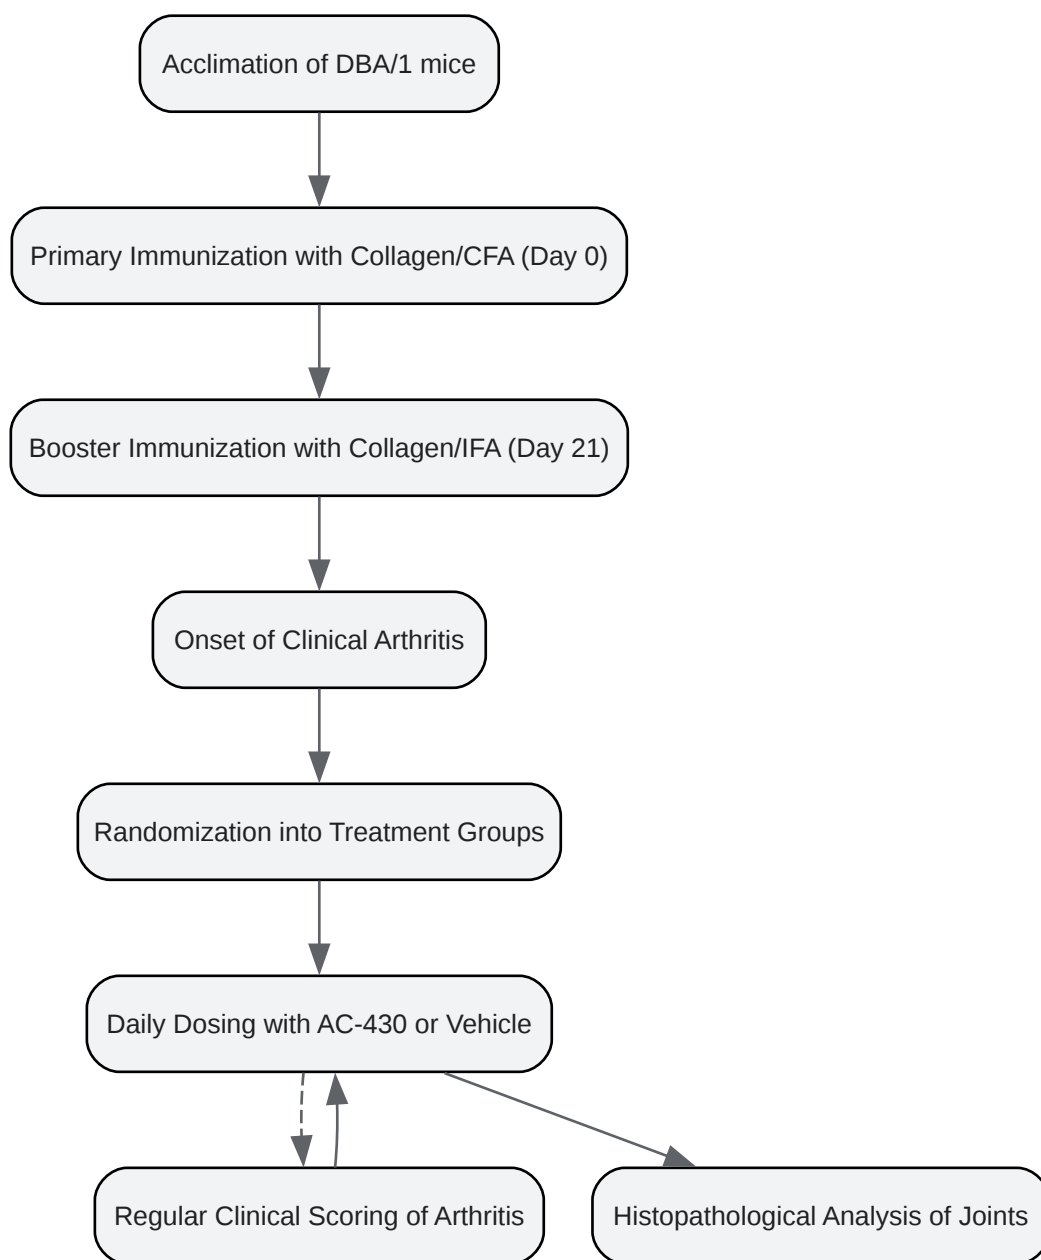 Acclimation of DBA/1 mice
Primary Immunization with Collagen/CFA (Day 0)
Booster Immunization with Collagen/IFA (Day 21)
Onset of Clinical Arthritis
Randomization into Treatment Groups
Daily Dosing with AC-430 or Vehicle
Regular Clinical Scoring of Arthritis
Histopathological Analysis of Joints